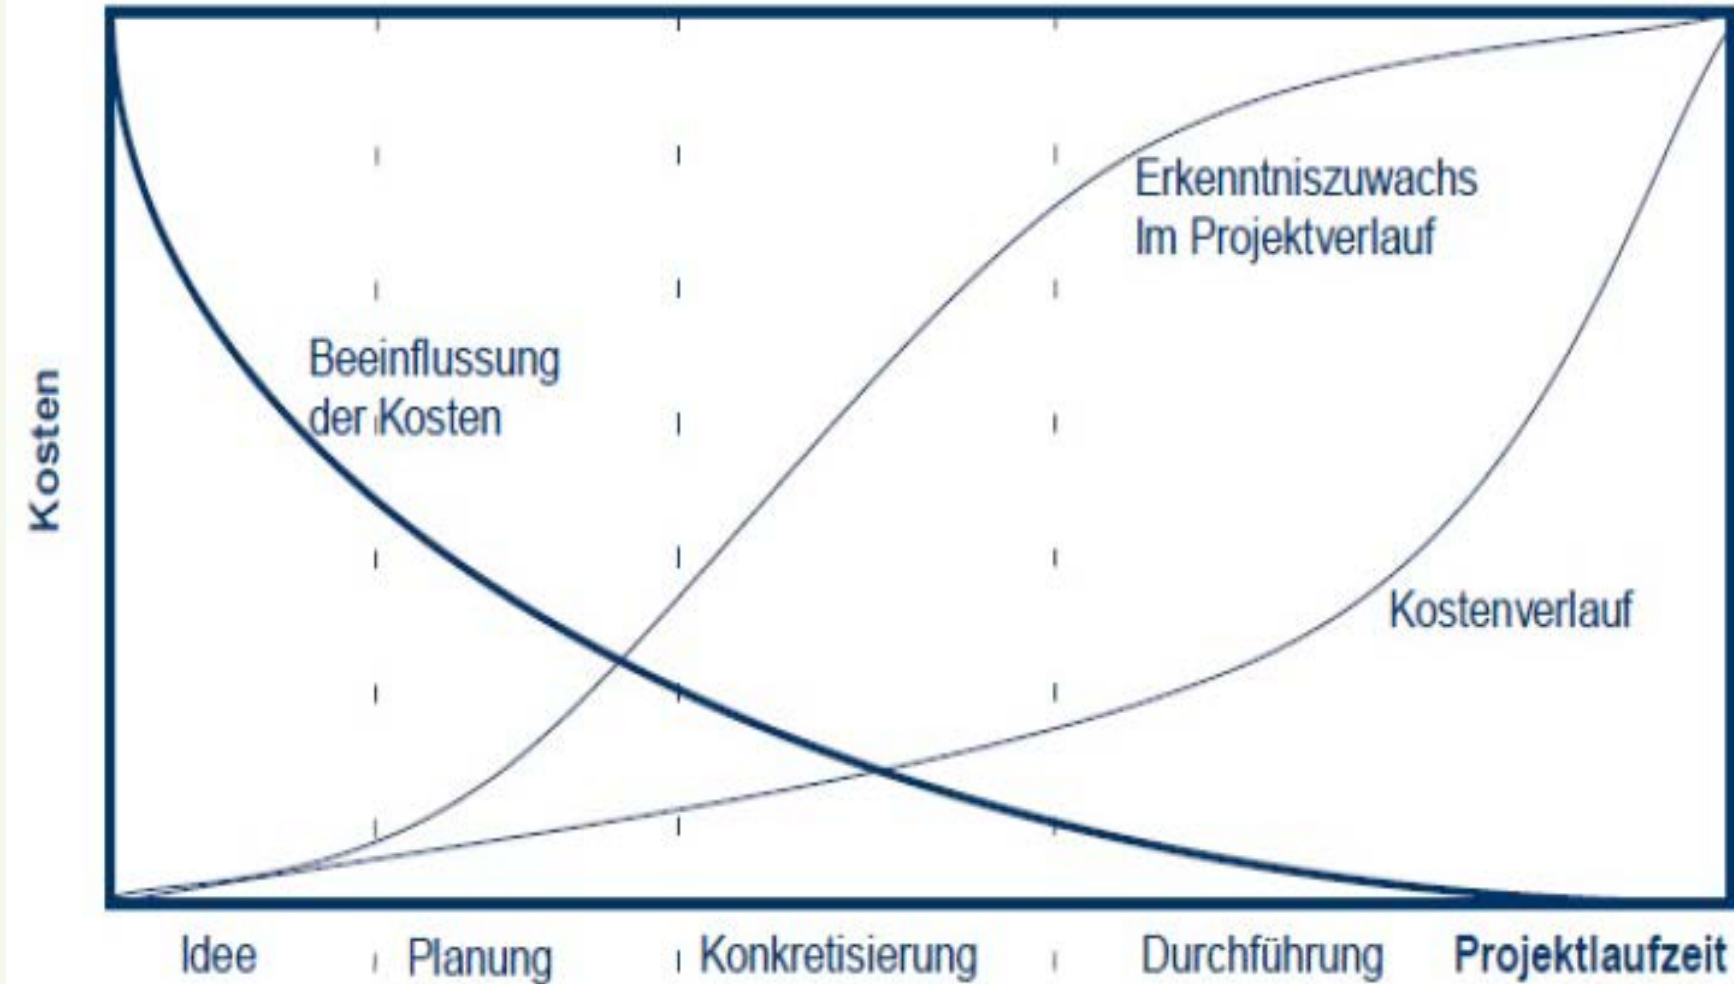 Erkenntniszuwachs
Im Projektverlauf
Beeinflussung
der Kosten
Kosten
Kostenverlauf
Idee
Planung
Konkretisierung
Durchführung
Projektlaufzeit